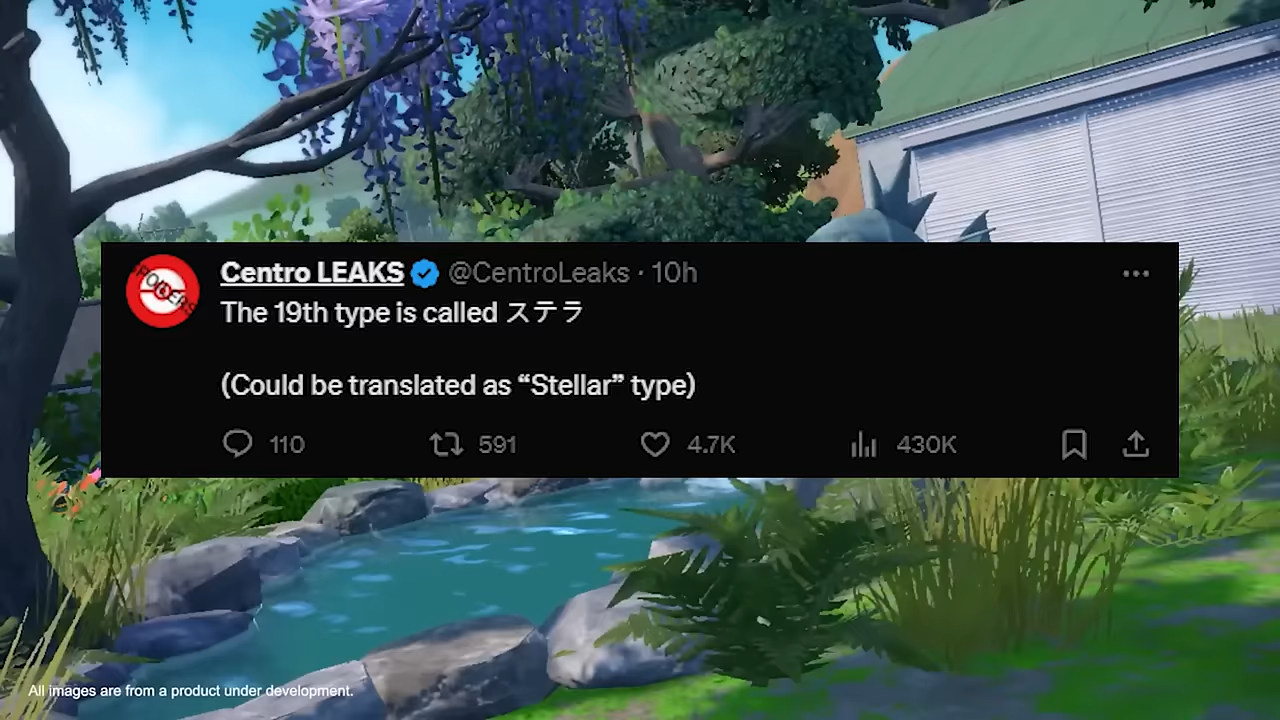 Centro LEAKS @CentroLeaks · 10h
The 19th type is called ステラ
(Could be translated as “Stellar” type)
110 591 4.7K 430K
All images are from a product under development.